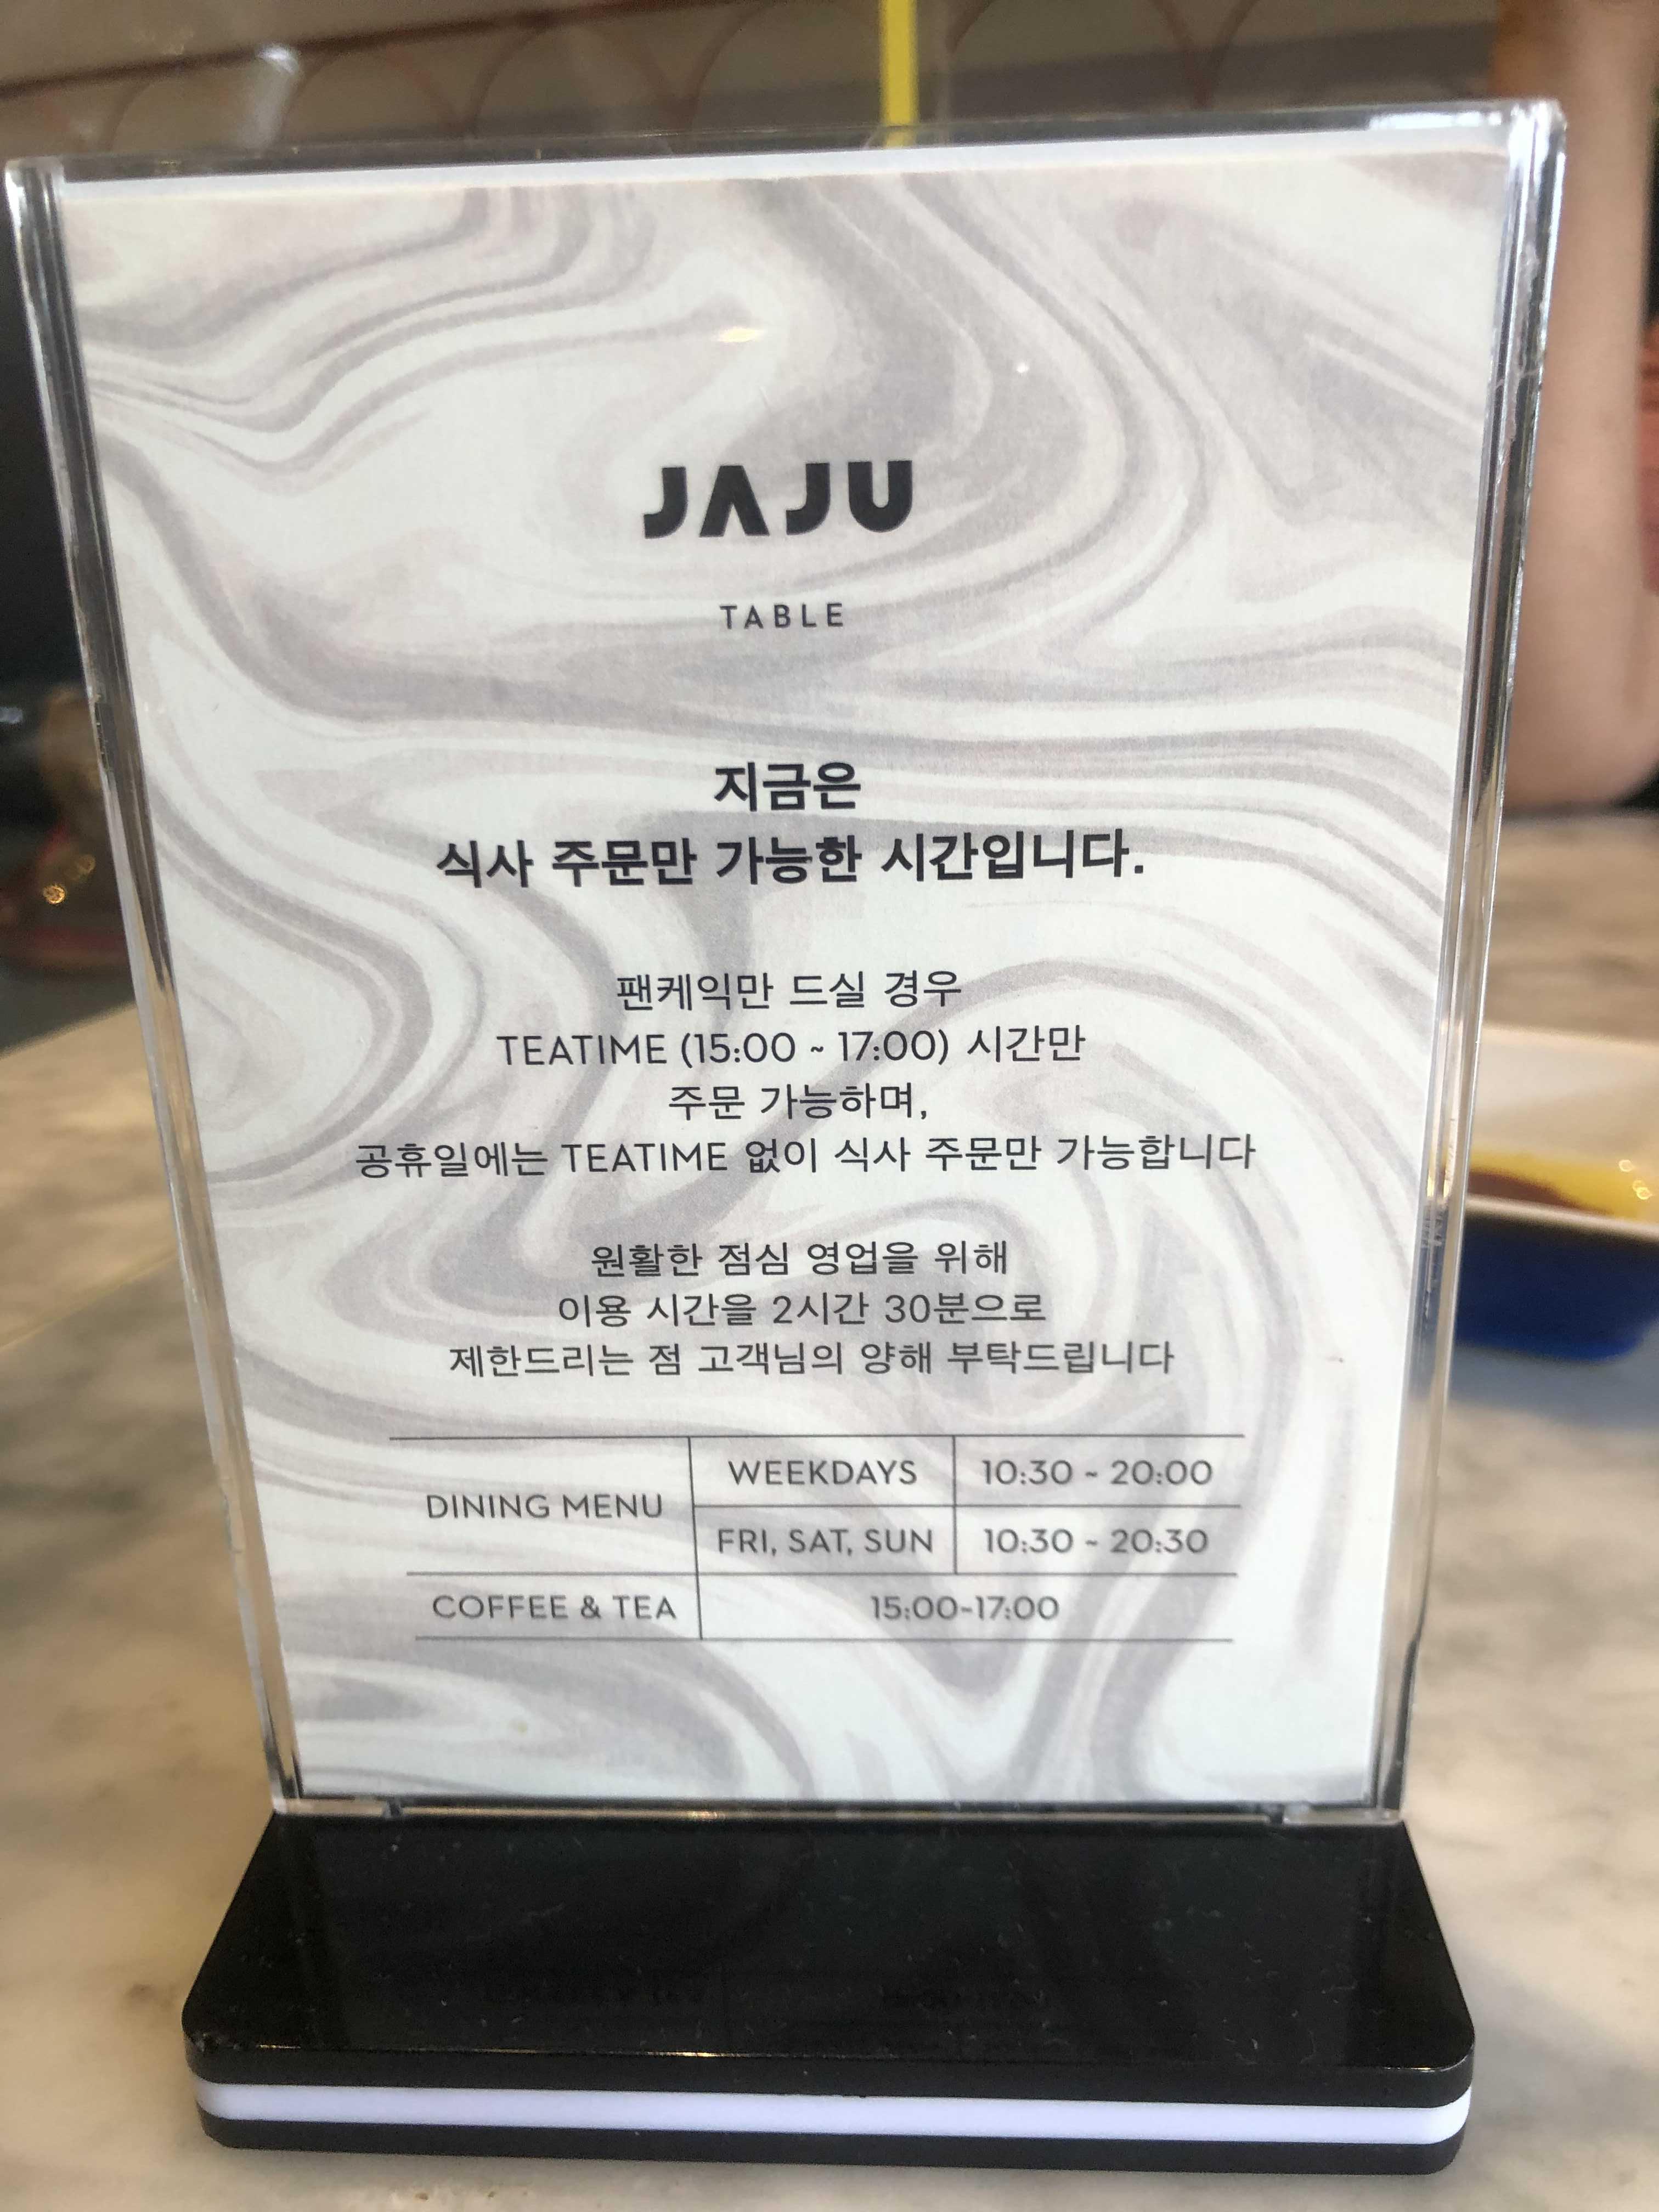 JAJU
TABLE
지금은
식사 주문만 가능한 시간입니다.
팬케익만 드실 경우
TEATIME (15:00 ~ 17:00) 시간만
주문 가능하며,
공휴일에는 TEATIME 없이 식사 주문만 가능합니다
원활한 점심 영업을 위해
이용 시간을 2시간 30분으로
제한드리는 점 고객님의 양해 부탁드립니다
DINING MENU
WEEKDAYS 10:30 ~ 20:00
FRI, SAT, SUN 10:30 ~ 20:30
COFFEE & TEA 15:00-17:00